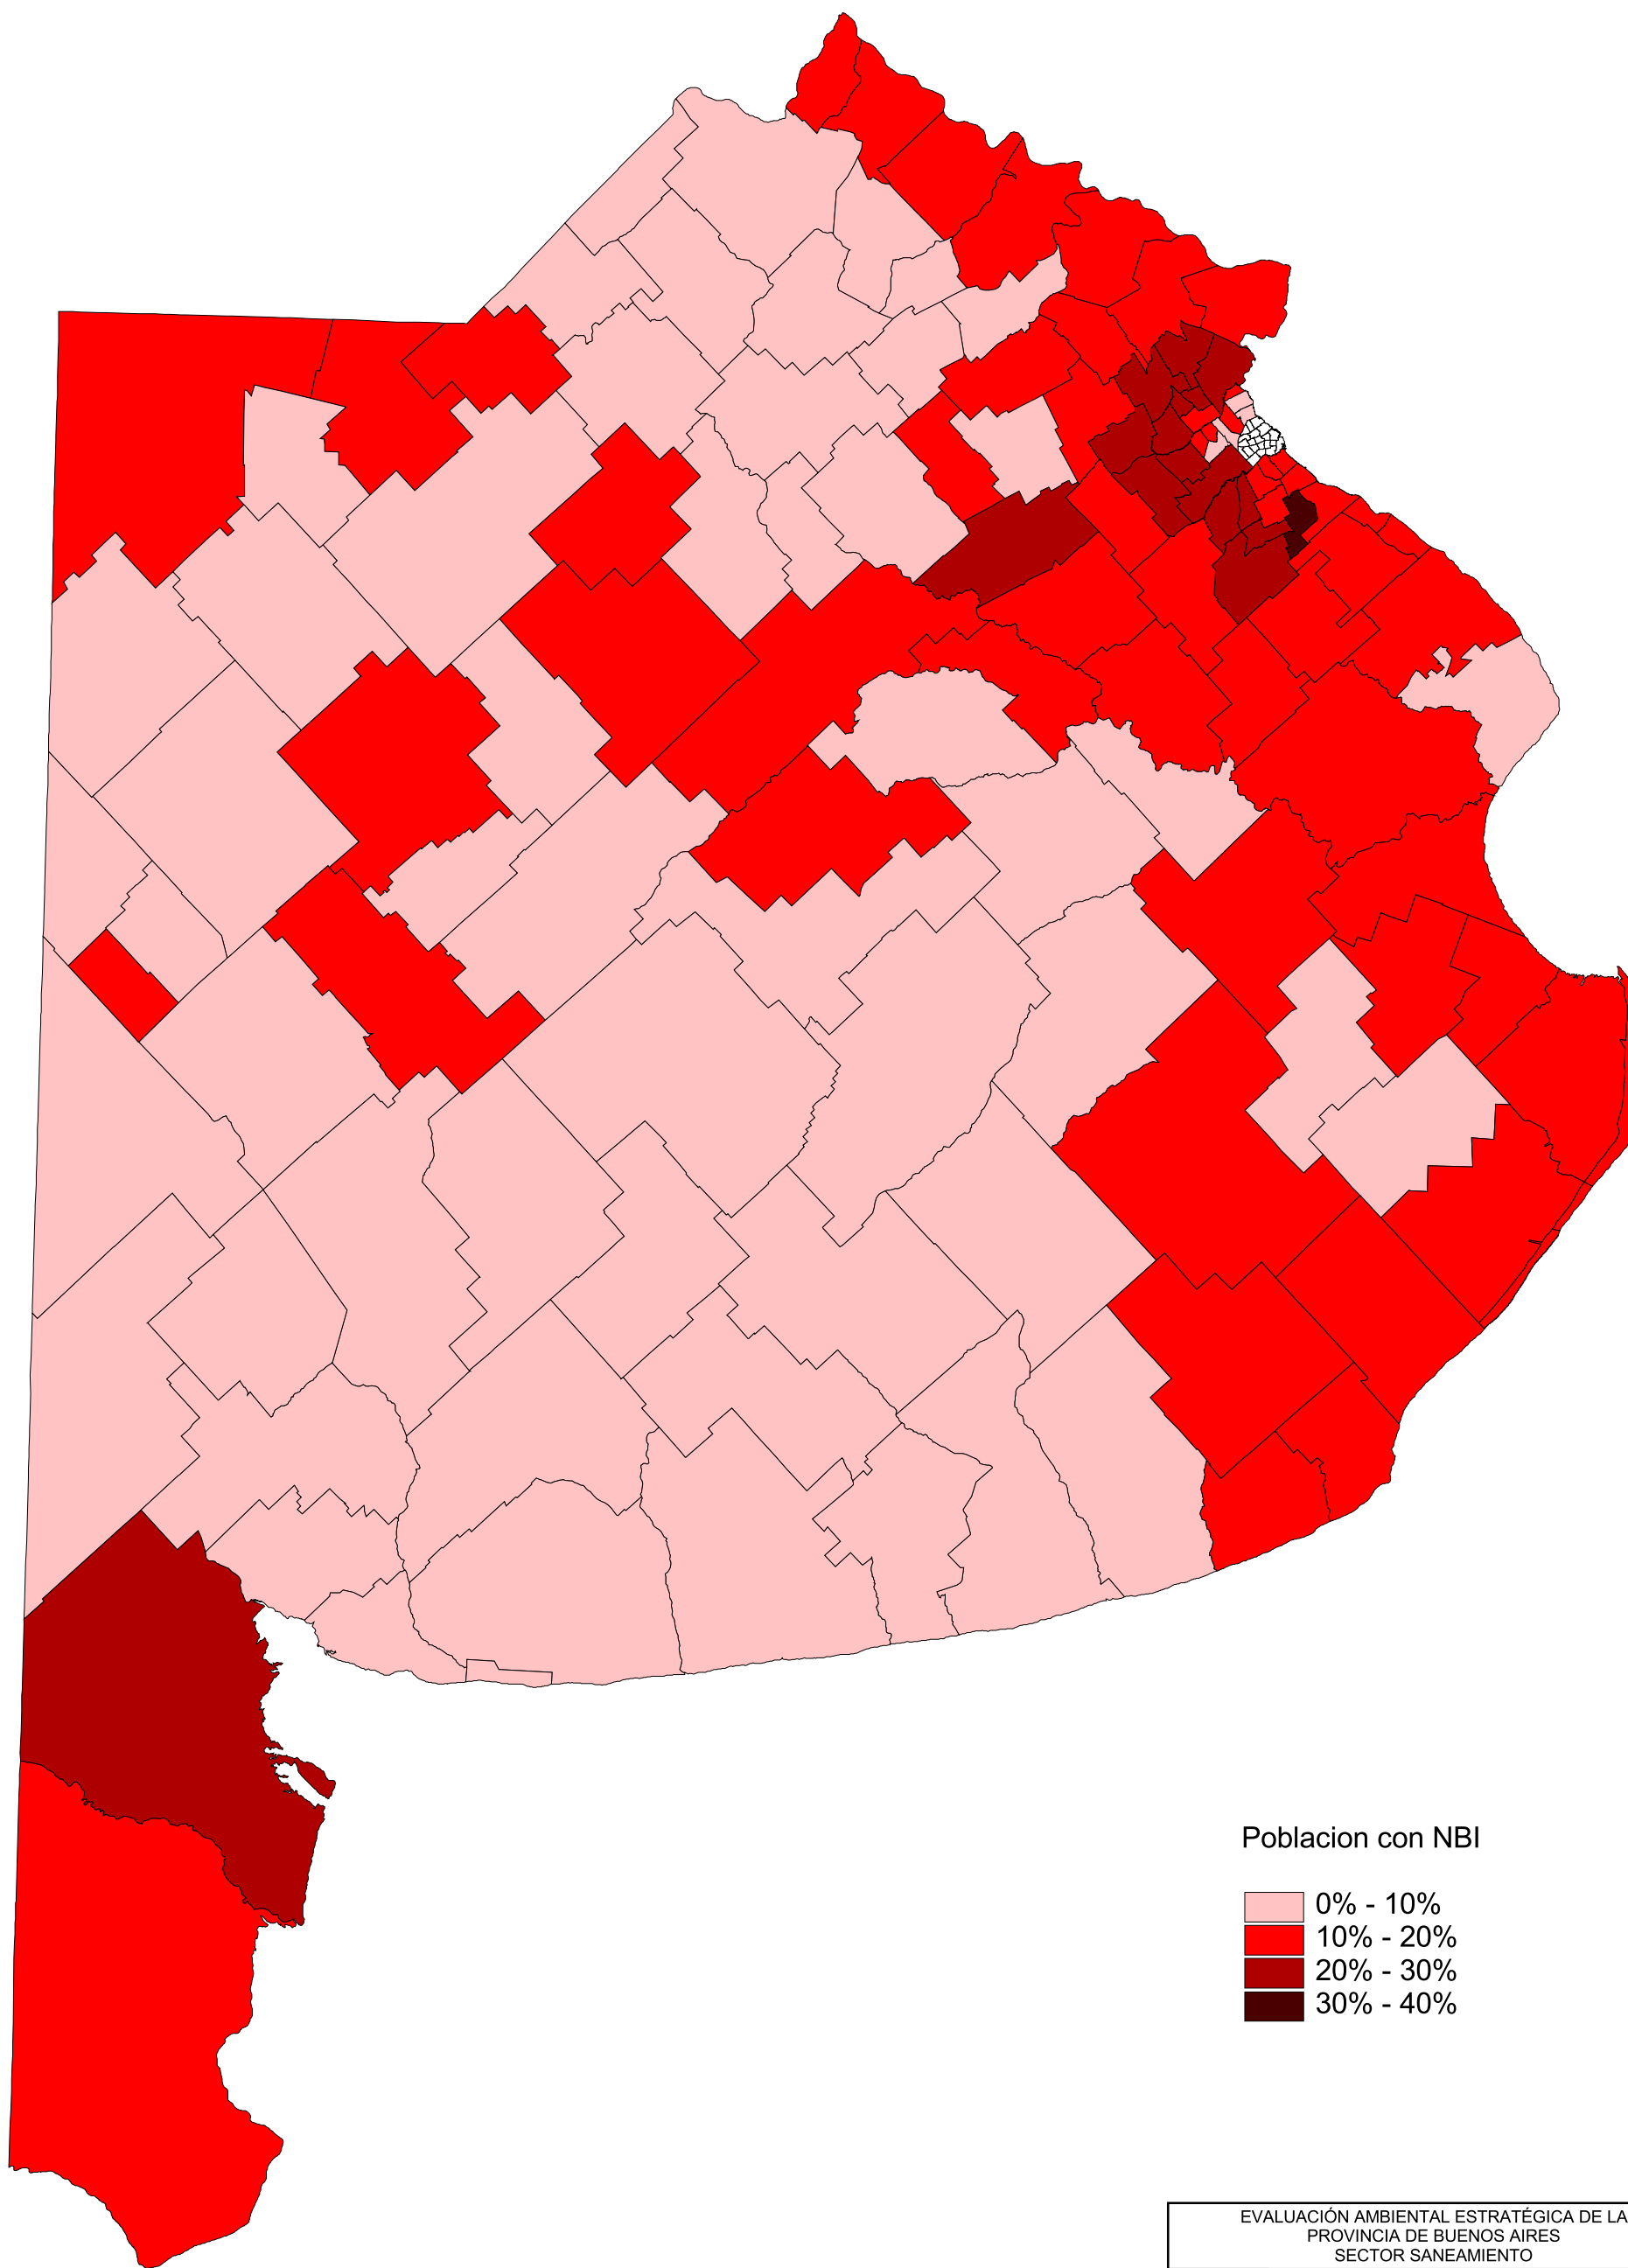 Poblacion con NBI
0% - 10%
10% - 20%
20% - 30%
30% - 40%
EVALUACIÓN AMBIENTAL ESTRATÉGICA DE LA
PROVINCIA DE BUENOS AIRES
SECTOR SANEAMIENTO